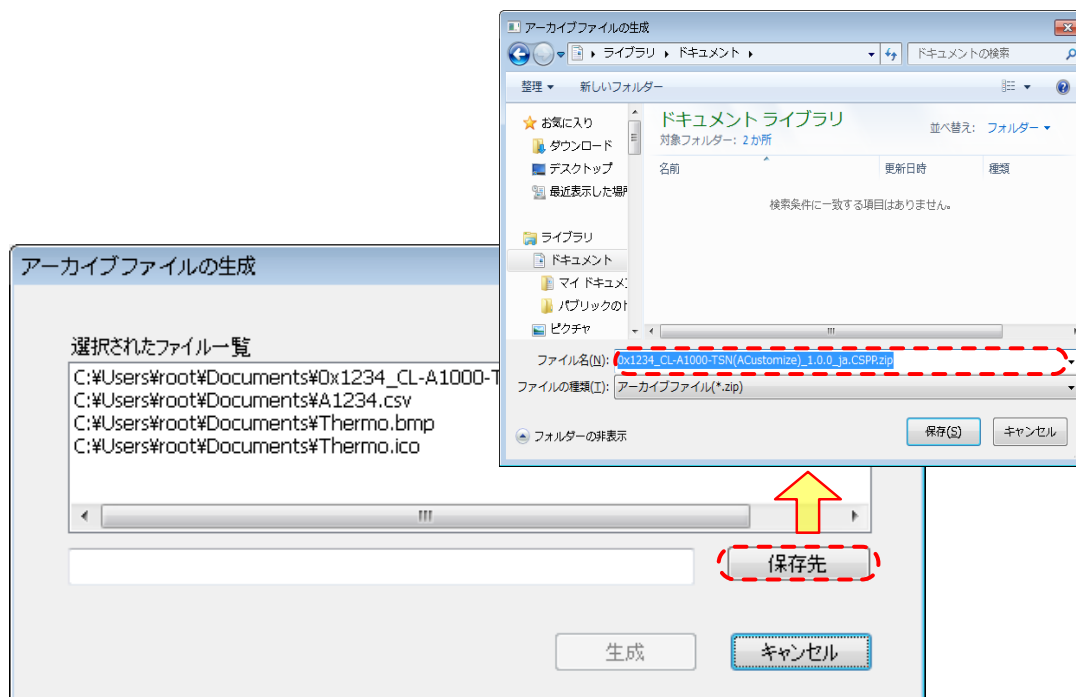 アーカイブファイルの生成
ライブラリ ドキュメント
ドキュメントの検索
整理
新しいフォルダー
お気に入り
ダウンロード
デスクトップ
最近表示した場所
ライブラリ
ドキュメント
マイ ドキュメン
パブリックのド
ピクチャ
ドキュメント ライブラリ
対象フォルダー: 2 か所
並べ替え: フォルダー
名前 更新日時 種類
検索条件に一致する項目はありません。
ファイル名(N): 0x1234_CL-A1000-TSN(ACustomize)_1.0.0_ja.CSPP.zip
ファイルの種類(T): アーカイブファイル(*.zip)
フォルダーの非表示
保存(S) キャンセル
アーカイブファイルの生成
選択されたファイル一覧
C:¥Users¥root¥Documents¥0x1234_CL-A1000-T
C:¥Users¥root¥Documents¥A1234.csv
C:¥Users¥root¥Documents¥Thermo.bmp
C:¥Users¥root¥Documents¥Thermo.ico
保存先
生成 キャンセル